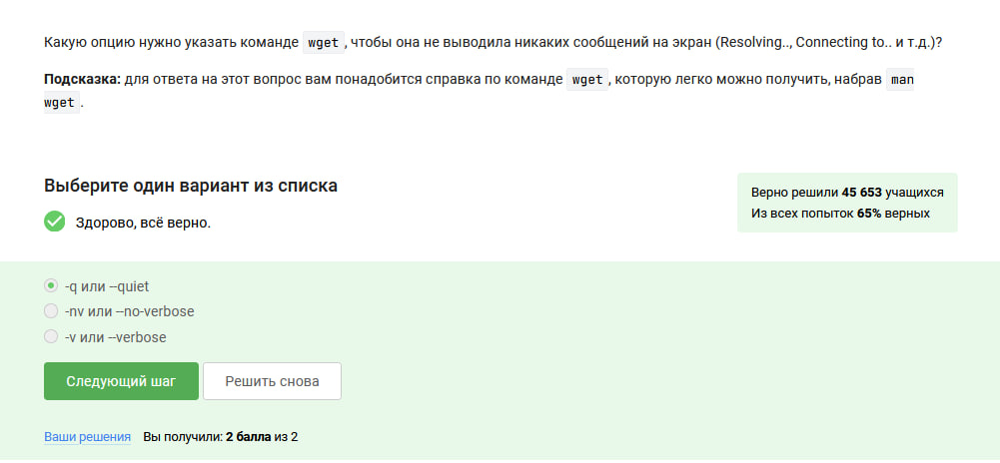 Какую опцию нужно указать команде wget, чтобы она не выводила никаких сообщений на экран (Resolving.., Connecting to.. и т.д.)?
Подсказка: для ответа на этот вопрос вам понадобится справка по команде wget, которую легко можно получить, набрав man
wget.
Выберите один вариант из списка
Здорово, всё верно.
Верно решили 45 653 учащихся
Из всех попыток 65% верных
-q или --quiet
-nv или --no-verbose
-v или --verbose
Следующий шаг
Решить снова
Ваши решения Вы получили: 2 балла из 2